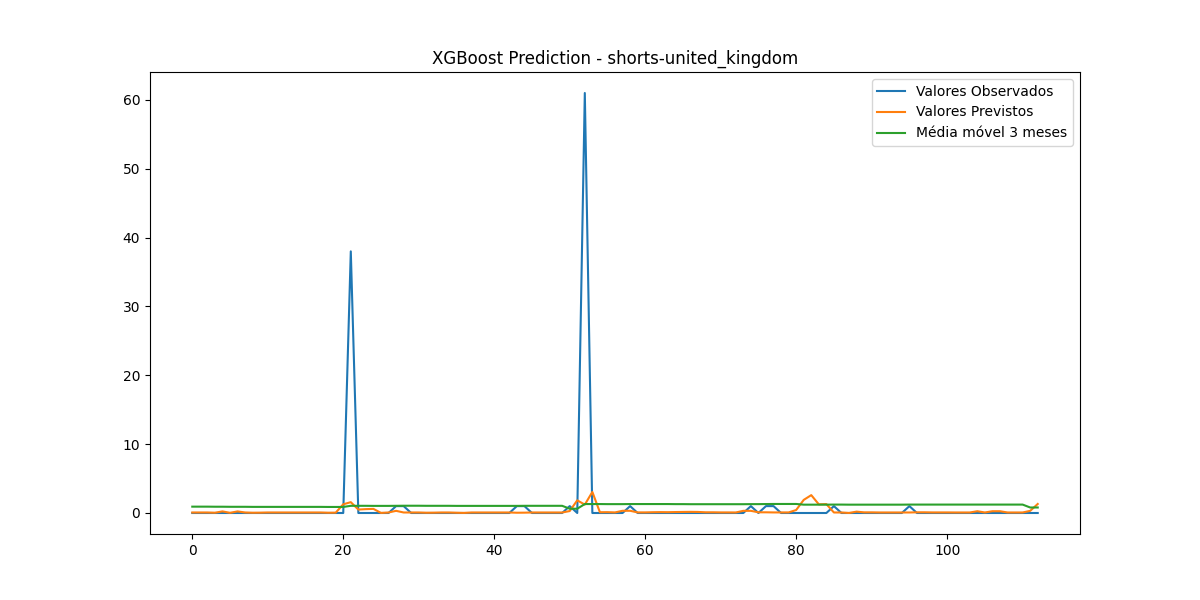 XGBoost Prediction - shorts-united_kingdom
Valores Observados
Valores Previstos
Média móvel 3 meses
60
50
40
30
20
10
0
0 20 40 60 80 100